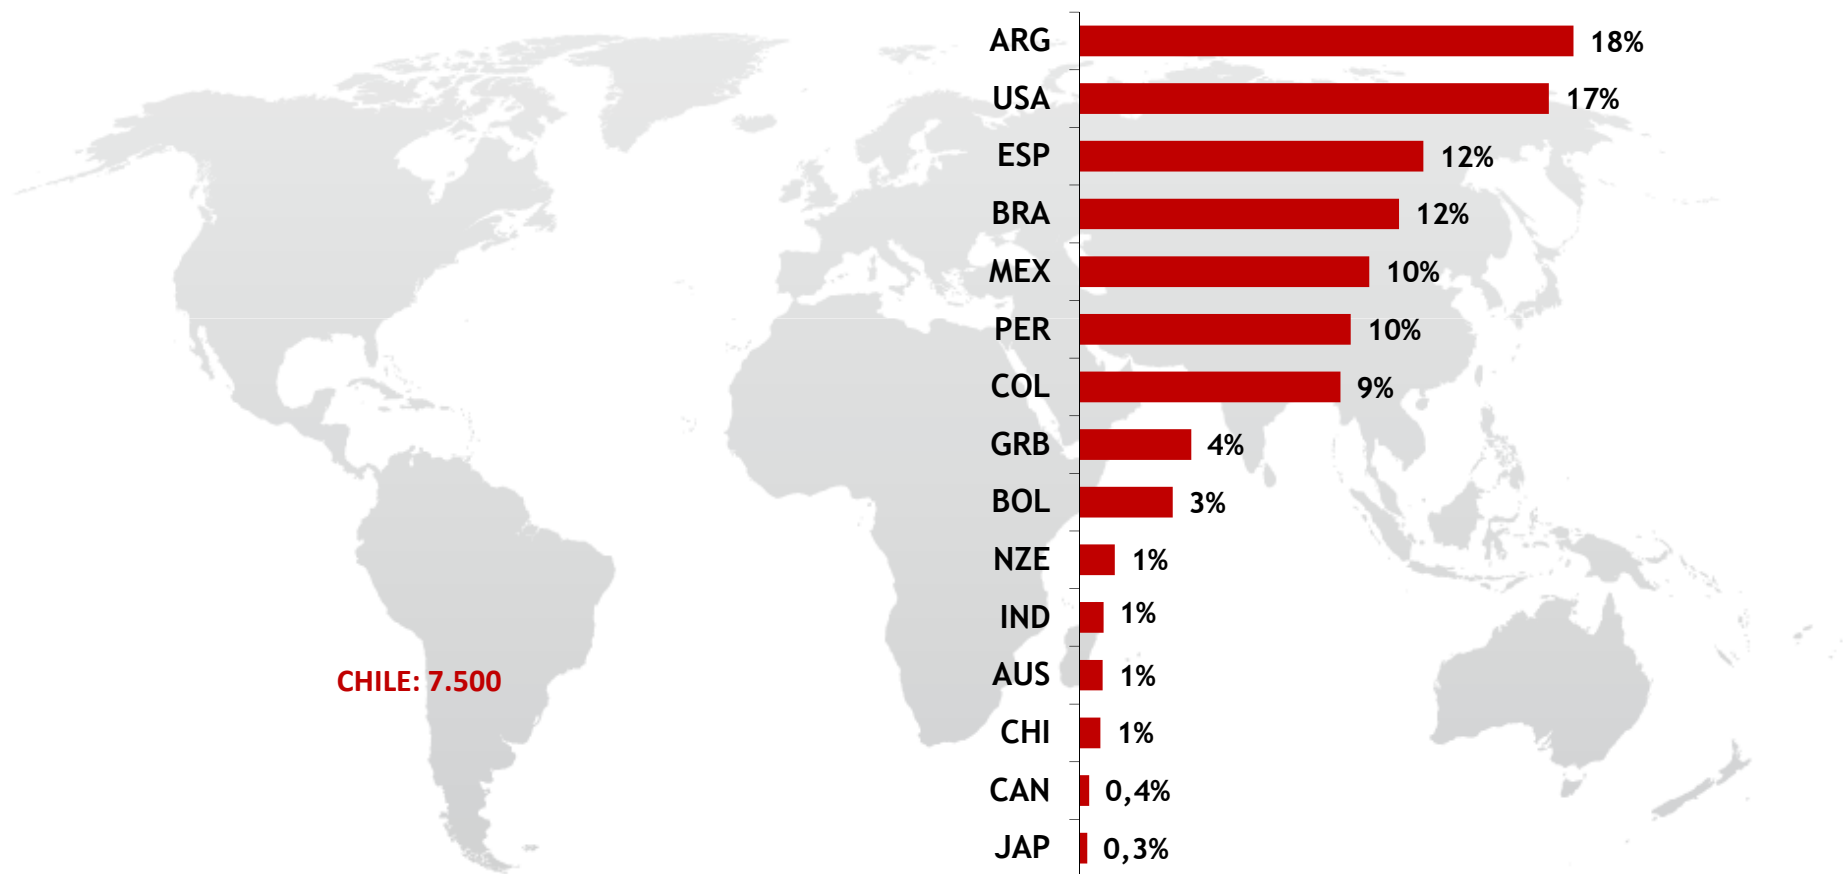 ARG 18%
USA 17%
ESP 12%
BRA 12%
MEX 10%
PER 10%
COL 9%
GRB 4%
BOL 3%
NZE 1%
IND 1%
AUS 1%
CHI 1%
CAN 0,4%
JAP 0,3%
CHILE: 7.500